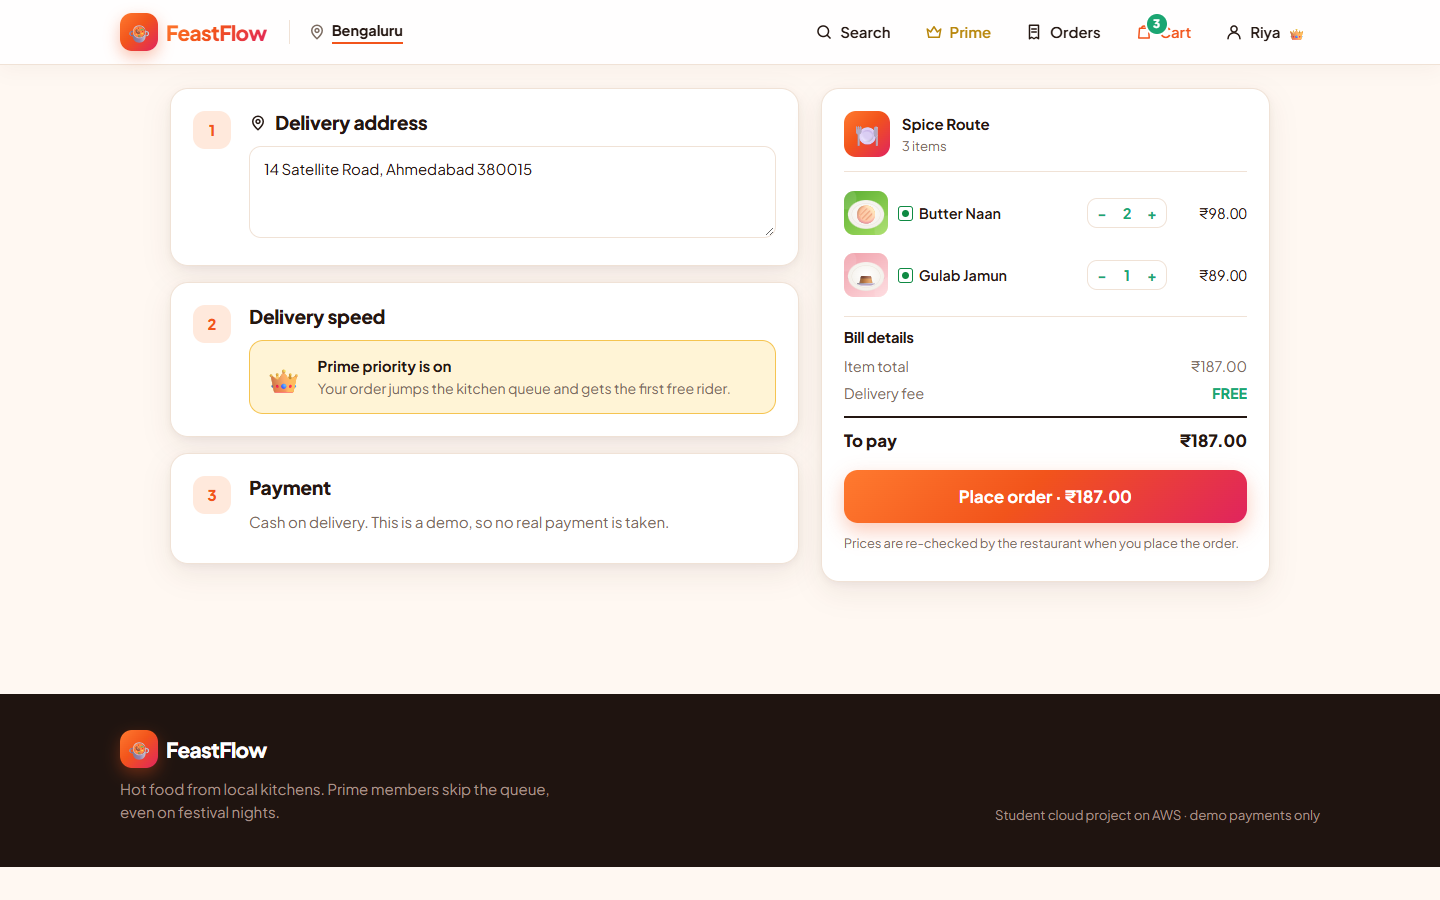 FeastFlow
Bengaluru
Search
Prime
Orders
3
Cart
Riya
1
Delivery address
14 Satellite Road, Ahmedabad 380015
2
Delivery speed
Prime priority is on
Your order jumps the kitchen queue and gets the first free rider.
3
Payment
Cash on delivery. This is a demo, so no real payment is taken.
Spice Route
3 items
Butter Naan − 2 + ₹98.00
Gulab Jamun − 1 + ₹89.00
Bill details
Item total ₹187.00
Delivery fee FREE
To pay ₹187.00
Place order · ₹187.00
Prices are re-checked by the restaurant when you place the order.
FeastFlow
Hot food from local kitchens. Prime members skip the queue,
even on festival nights.
Student cloud project on AWS · demo payments only